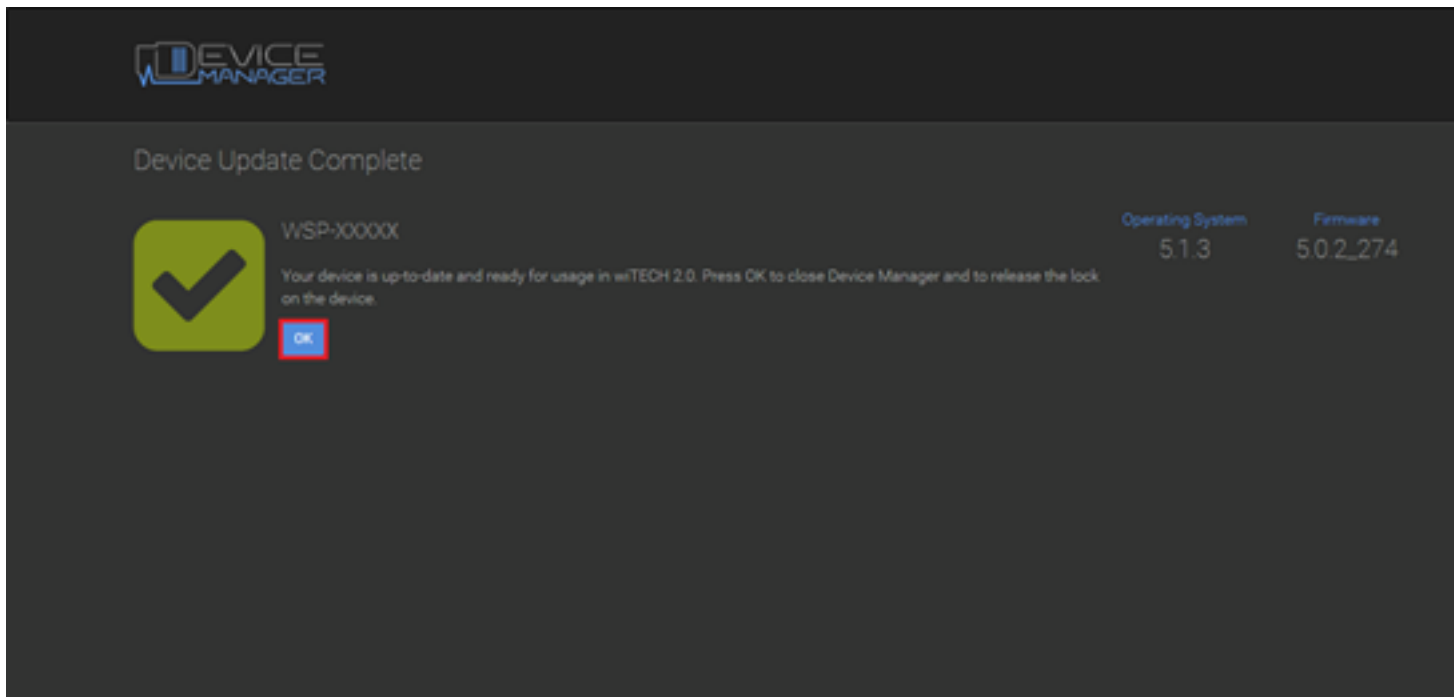 DEVICE
MANAGER
Device Update Complete
WSP-XXXXX
Your device is up-to-date and ready for usage in wiTECH 2.0. Press OK to close Device Manager and to release the lock
on the device.
OK
Operating System
5.1.3
Firmware
5.0.2_274